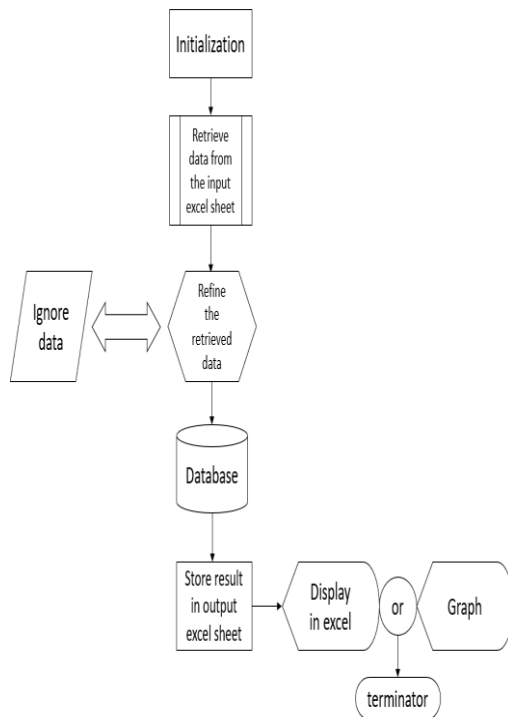 Initialization
Retrieve
data from
the input
excel sheet
Ignore
data
Refine
the
retrieved
data
Database
Store result
in output
excel sheet
Display
in excel
or
Graph
terminator